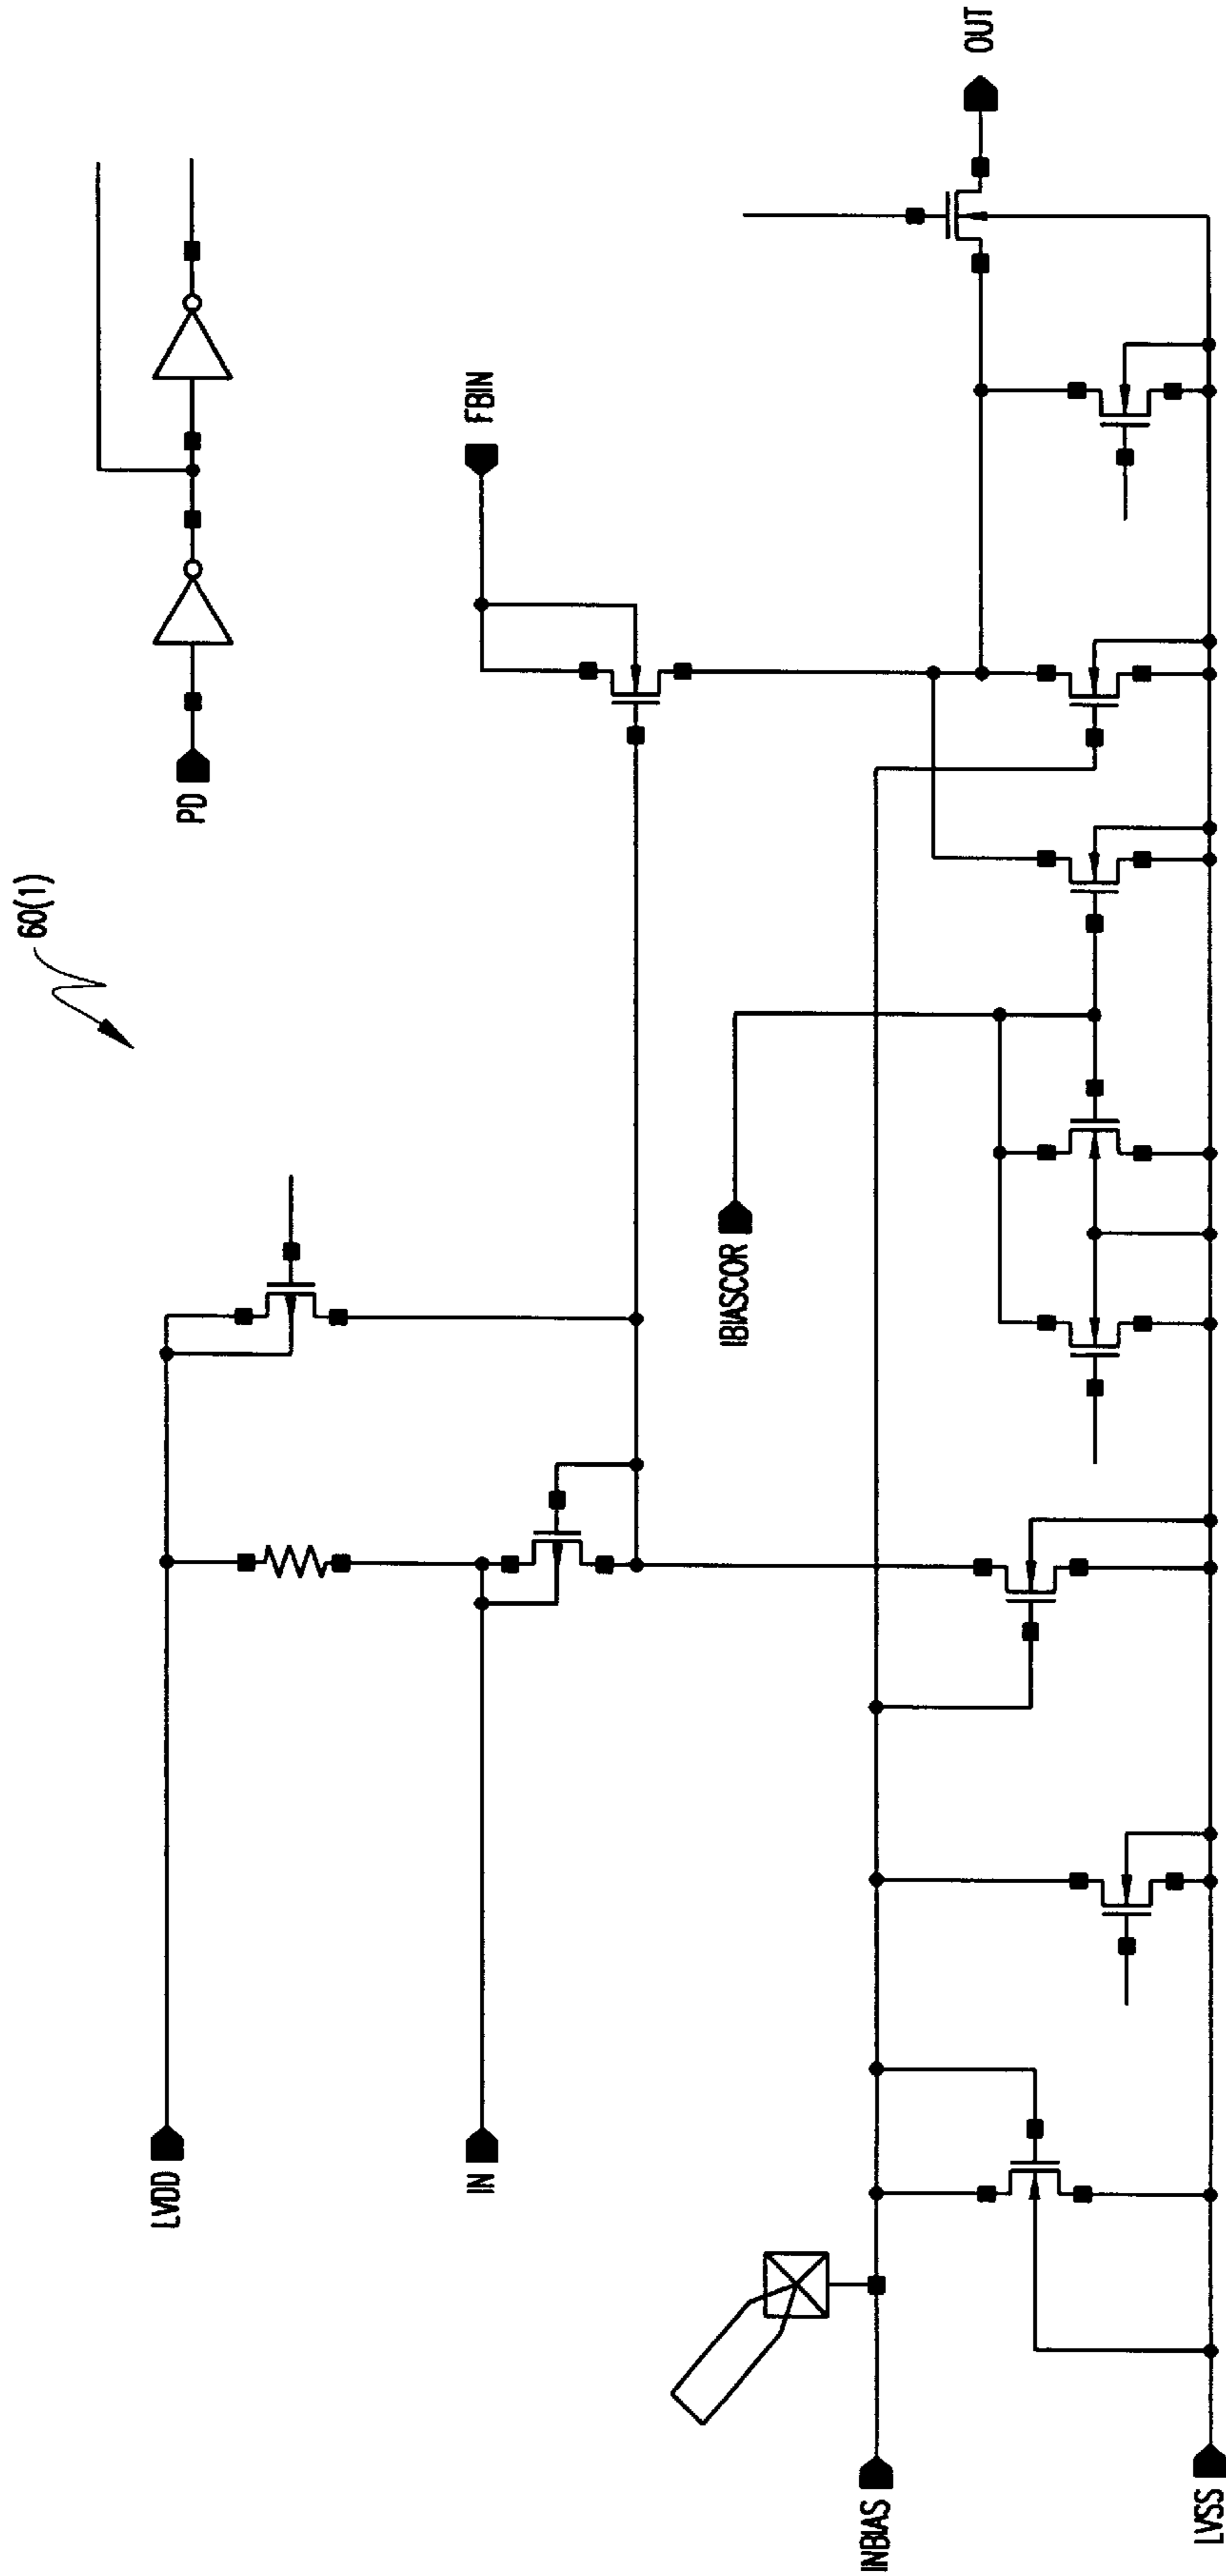 60(1)
PD
LVDD
FBIN
IN
IBIASCOR
OUT
INBIAS
LVSS